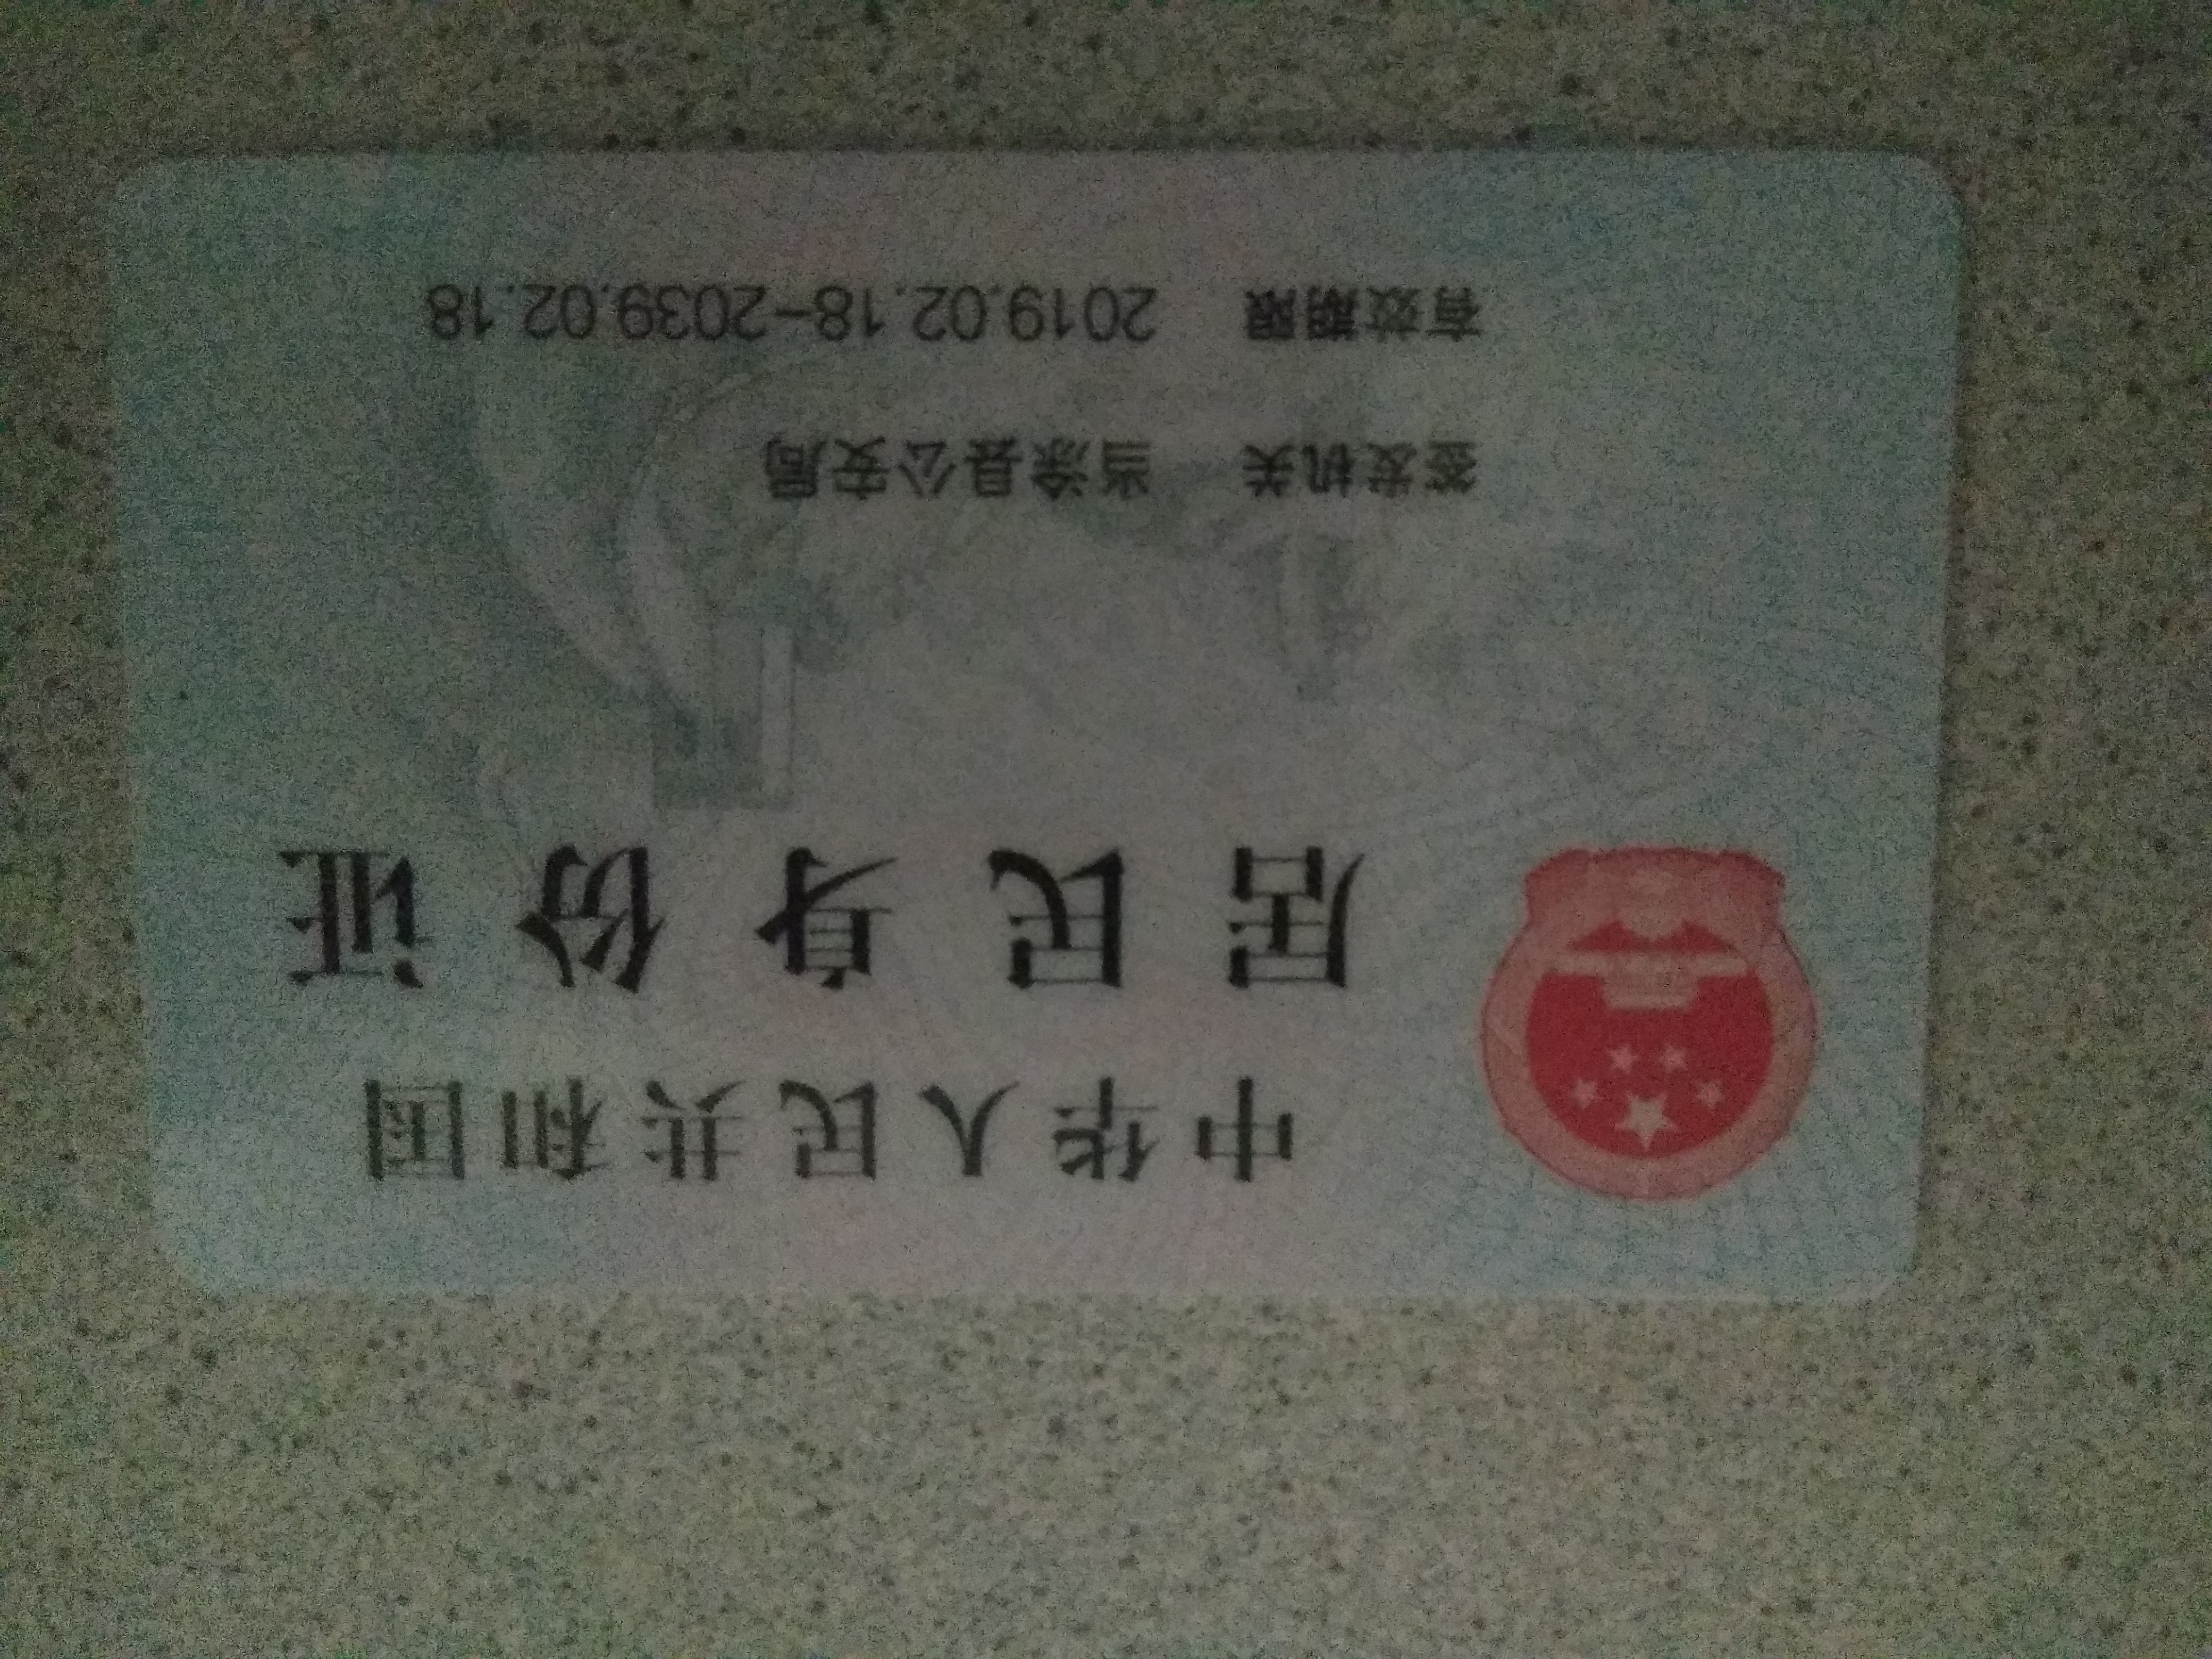 中华人民共和国
居民身份证
签发机关 当涂县公安局
有效期限 2019.02.18-2039.02.18